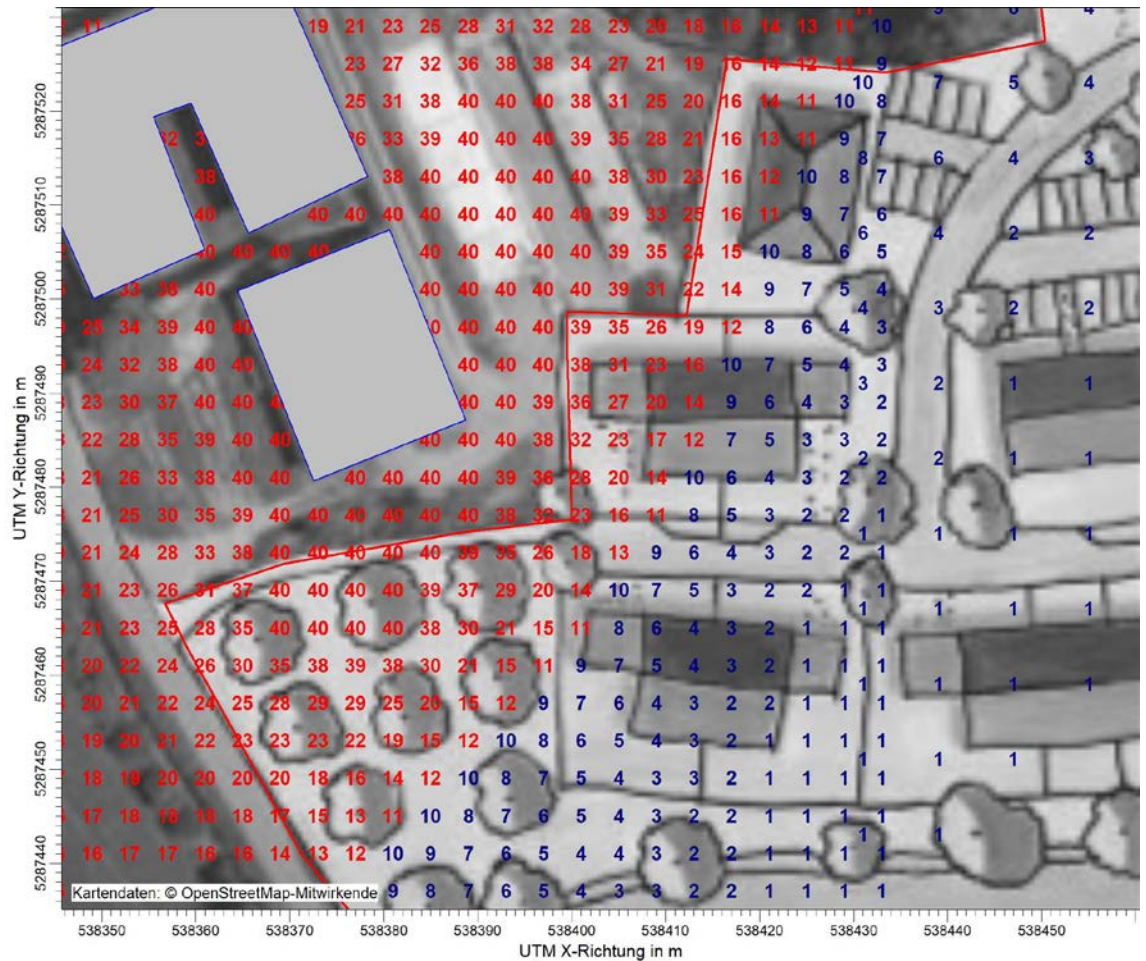 11 19 21 23 25 28 31 32 28 23 20 18 16 14 13 11 10
23 27 32 36 38 38 34 27 21 19 16 14 12 11 9
10 7 5 4
25 31 38 40 40 40 38 31 25 20 16 14 11 10 8
33 39 40 40 40 39 35 28 21 16 13 11 9 7
8 6 4 3
38 38 40 40 40 40 40 38 30 23 16 12 10 8 7
40 40 40 40 40 40 40 40 40 39 33 25 16 11 9 7 6
6 4 2 2
40 40 40 40 40 40 40 40 39 35 24 15 10 8 6 5
33 38 40 40 40 40 40 40 39 31 22 14 9 7 5 4
4 3 2 2
25 34 39 40 40 40 40 40 39 35 26 19 12 8 6 4 3
24 32 38 40 40 40 40 40 38 31 23 16 10 7 5 4 3
3 2 1 1
23 30 37 40 40 40 40 40 39 36 27 20 14 9 6 4 3 2
22 28 35 39 40 40 40 40 40 38 32 23 17 12 7 5 3 3 2
2 2 1 1
21 26 33 38 40 40 40 40 40 40 39 36 28 20 14 10 6 4 3 2 2
21 25 30 35 39 40 40 40 40 40 40 38 32 23 16 11 8 5 3 2 2 1
1 1 1 1
21 24 28 33 38 40 40 40 40 40 39 35 26 18 13 9 6 4 3 2 2 1
21 23 26 31 37 40 40 40 40 39 37 29 20 14 10 7 5 3 2 2 1 1
1 1 1 1
21 23 25 28 35 40 40 40 40 38 30 21 15 11 8 6 4 3 2 1 1 1
20 22 24 26 30 35 38 39 38 30 21 15 11 9 7 5 4 3 2 1 1 1
1 1 1 1
20 21 22 24 25 28 29 29 25 20 15 12 9 7 6 4 3 2 2 1 1 1
19 20 21 22 23 23 23 22 19 15 12 10 8 6 5 4 3 2 1 1 1 1
1 1 1 1
18 19 20 20 20 20 18 16 14 12 10 8 7 5 4 3 3 2 1 1 1 1
17 18 18 18 18 17 15 13 11 10 8 7 6 5 4 3 2 2 1 1 1 1
1 1
16 17 17 16 16 14 13 12 10 9 7 6 5 4 4 3 2 2 1 1 1 1
Kartendaten: © OpenStreetMap-Mitwirkende 9 8 7 6 5 4 3 3 2 2 1 1 1 1
5287520
5287510
5287500
5287490
5287480
5287470
5287460
5287450
5287440
UTM Y-Richtung in m
538350 538360 538370 538380 538390 538400 538410 538420 538430 538440 538450
UTM X-Richtung in m